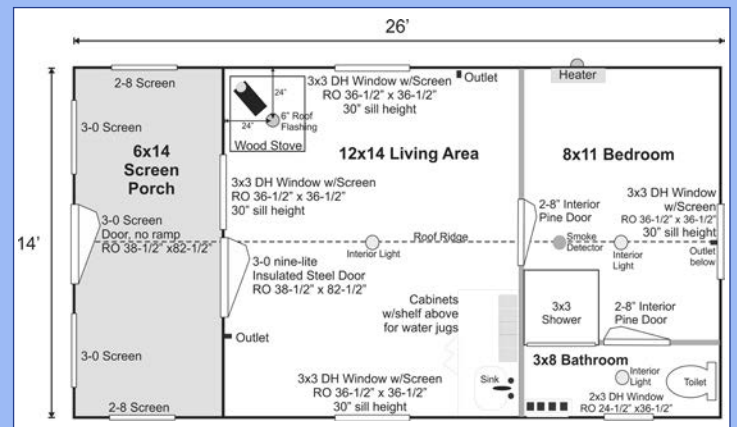 26’
14’
2-8 Screen
3-0 Screen
6x14
Screen
Porch
3-0 Screen
Door, no ramp
RO 38-1/2" x82-1/2"
3-0 Screen
2-8 Screen
24"
24"
6" Roof
Flashing
Wood Stove
3x3 DH Window w/Screen
RO 36-1/2” x 36-1/2”
30” sill height
Outlet
12x14 Living Area
3x3 DH Window w/Screen
RO 36-1/2” x 36-1/2”
30” sill height
Interior Light
Roof Ridge
3-0 nine-lite
Insulated Steel Door
RO 38-1/2” x 82-1/2”
Outlet
Cabinets
w/shelf above
for water jugs
3x3 DH Window w/Screen
RO 36-1/2” x 36-1/2”
30” sill height
Sink
Heater
8x11 Bedroom
2-8” Interior
Pine Door
3x3 DH Window
w/Screen
RO 36-1/2” x 36-1/2”
30” sill height
Outlet
below
Smoke
Detector
Interior
Light
3x3
Shower
2-8” Interior
Pine Door
3x8 Bathroom
Interior
Light
Toilet
2x3 DH Window
RO 24-1/2” x36-1/2”